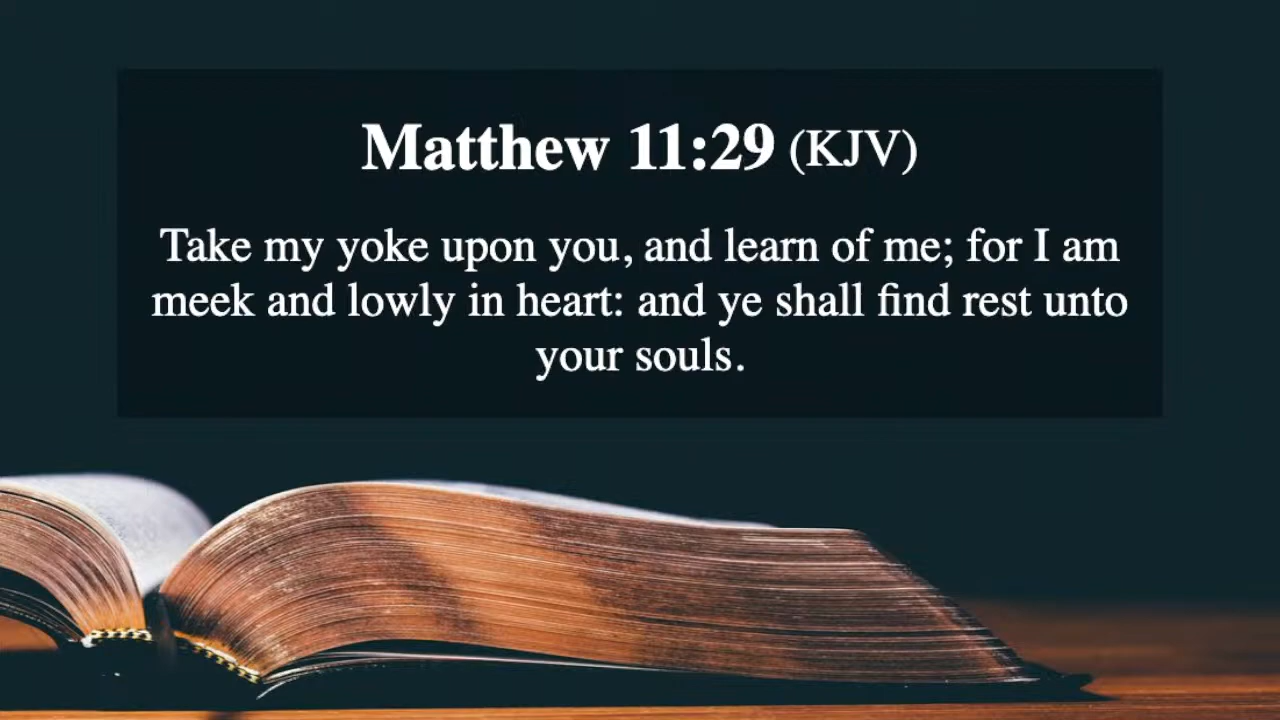 Matthew 11:29 (KJV)
Take my yoke upon you, and learn of me; for I am
meek and lowly in heart: and ye shall find rest unto
your souls.